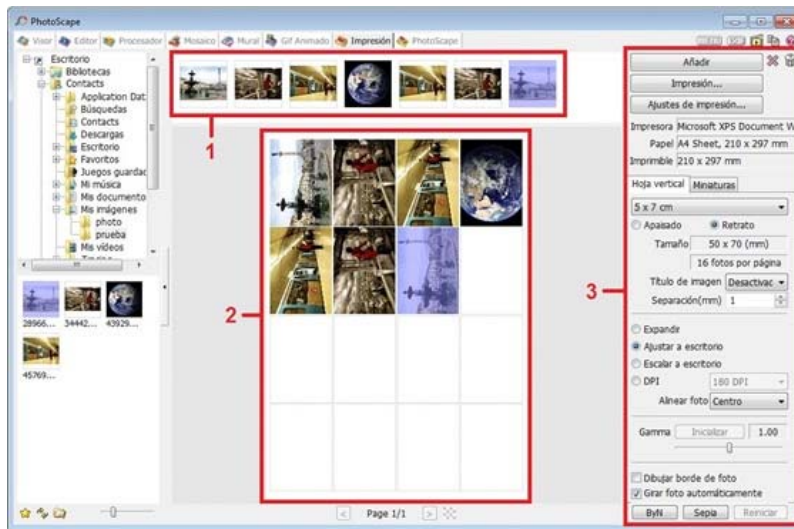 PhotoScape
Visor Editor Procesador Mosaico Mural Gif Animado Impresión PhotoScape
Escritorio
Bibliotecas
Contacts
Application Dat
Búsquedas
Contacts
Descargas
Escritorio
Favoritos
Juegos guardad
Mi música
Mis documento
Mis imágenes
photo
prueba
Mis vídeos
28966... 34442... 43929...
45769...
1
2
Page 1/1
3
Añadir
Impresión...
Ajustes de impresión...
Impresora Microsoft XPS Document W
Papel A4 Sheet, 210 x 297 mm
Imprimible 210 x 297 mm
Hoja vertical Miniaturas
5 x 7 cm
Apaisado Retrato
Tamaño 50 x 70 (mm)
16 fotos por página
Título de imagen Desactivac
Separación(mm) 1
Expandir
Ajustar a escritorio
Escalar a escritorio
DPI 180 DPI
Alinear foto Centro
Gamma Inicializar 1.00
Dibujar borde de foto
Girar foto automáticamente
ByN Sepia Reiniciar